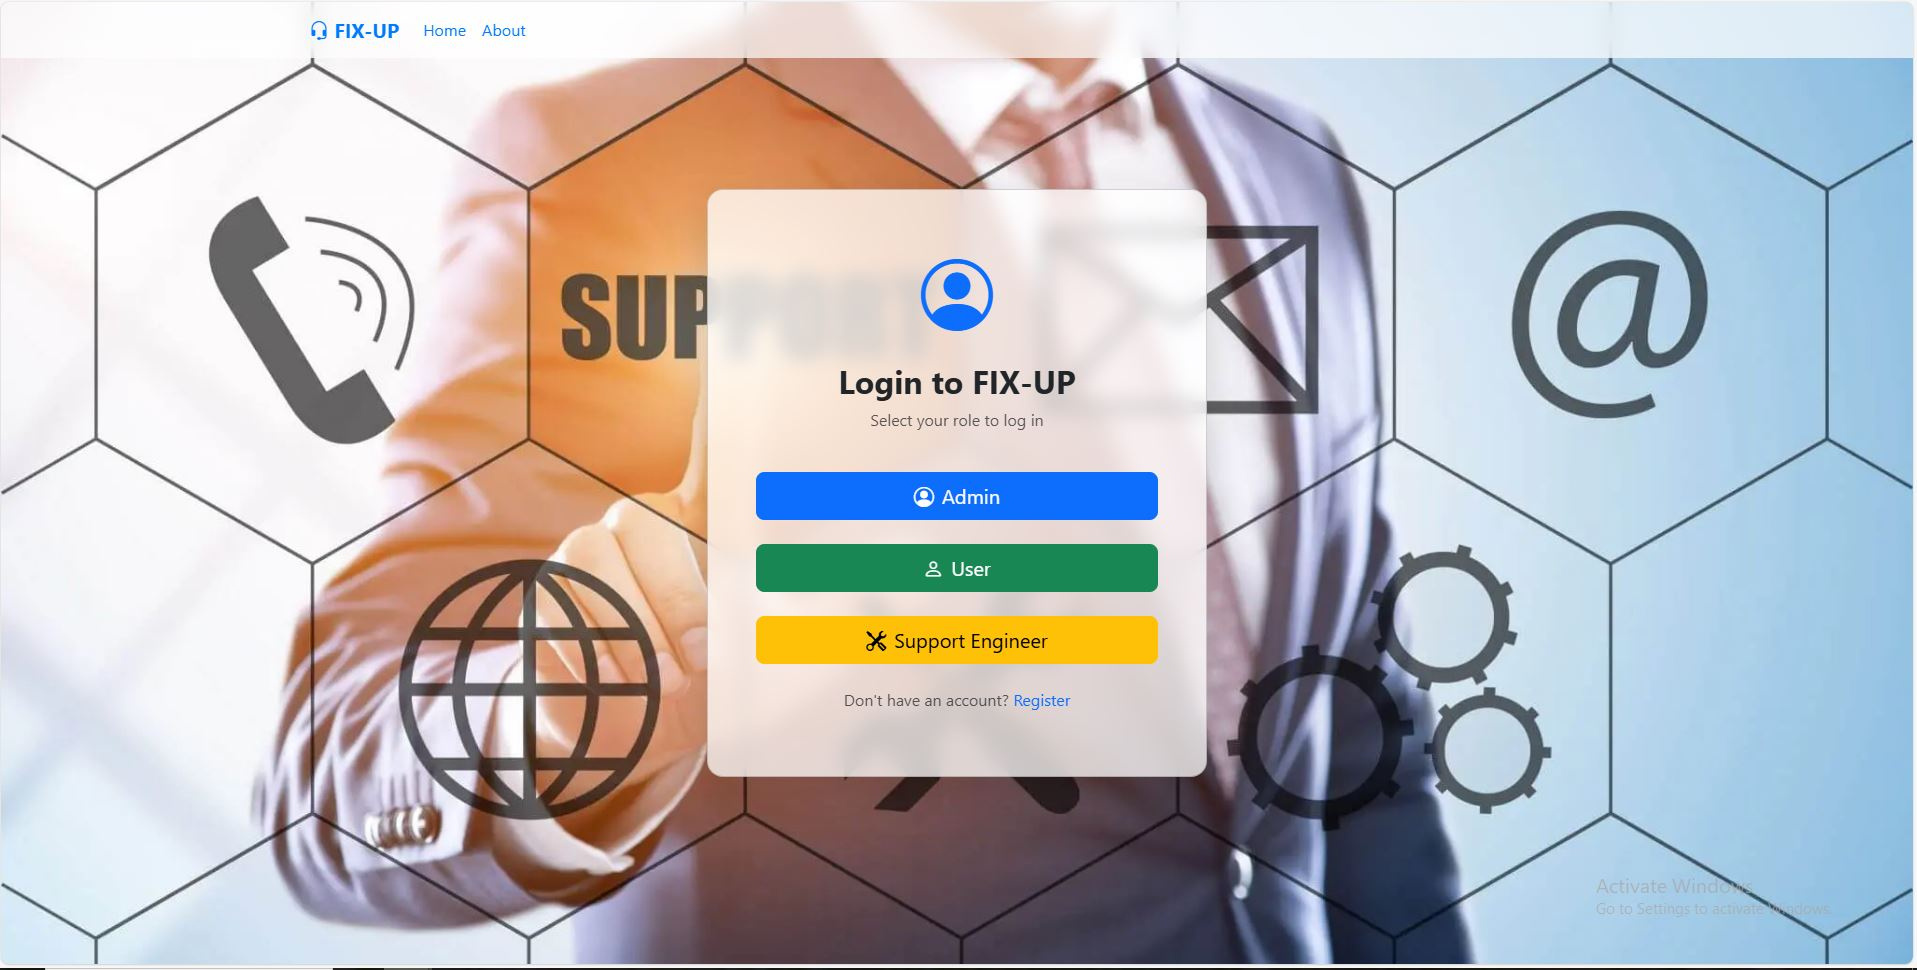 FIX-UP Home About
SUPPORT
@
Login to FIX-UP
Select your role to log in
Admin
User
Support Engineer
Don't have an account? Register
Activate Windows
Go to Settings to activate Windows.